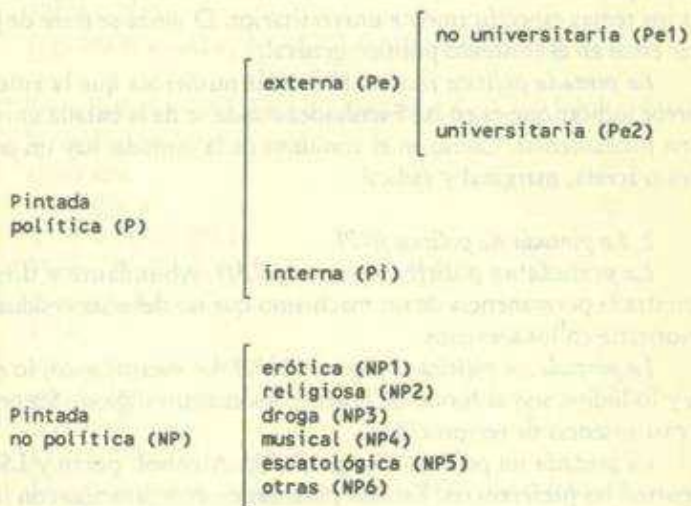 no universitaria (Pe1)
externa (Pe)
universitaria (Pe2)
Pintada
política (P)
interna (Pi)
erótica (NP1)
religiosa (NP2)
Pintada
droga (NP3)
no política (NP)
musical (NP4)
escatológica (NP5)
otras (NP6)